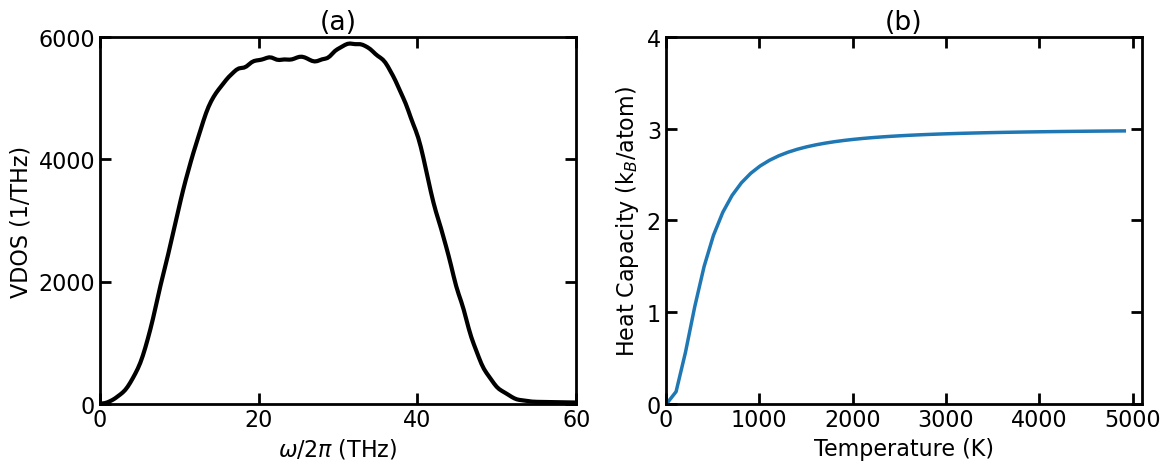 (a)
6000
4000
2000
0
VDOS (1/THz)
0 20 40 60
ω/2π (THz)
(b)
4
3
2
1
0
Heat Capacity (k_B/atom)
0 1000 2000 3000 4000 5000
Temperature (K)